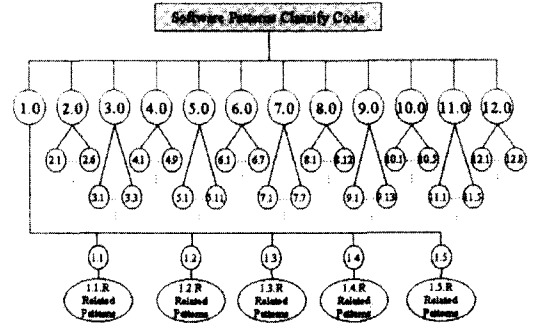 Software Patterns Classify Code
1.0 2.0 3.0 4.0 5.0 6.0 7.0 8.0 9.0 10.0 11.0 12.0
2.1 2.6 4.1 4.9 6.1 6.7 8.1 8.12 10.1 10.5 12.1 12.8
3.1 3.3 5.1 5.11 7.1 7.7 9.1 9.13 11.1 11.5
1.1 1.2 1.3 1.4 1.5
1.1.R 1.2.R 1.3.R 1.4.R 1.5.R
Related Related Related Related Related
Patterns Patterns Patterns Patterns Patterns